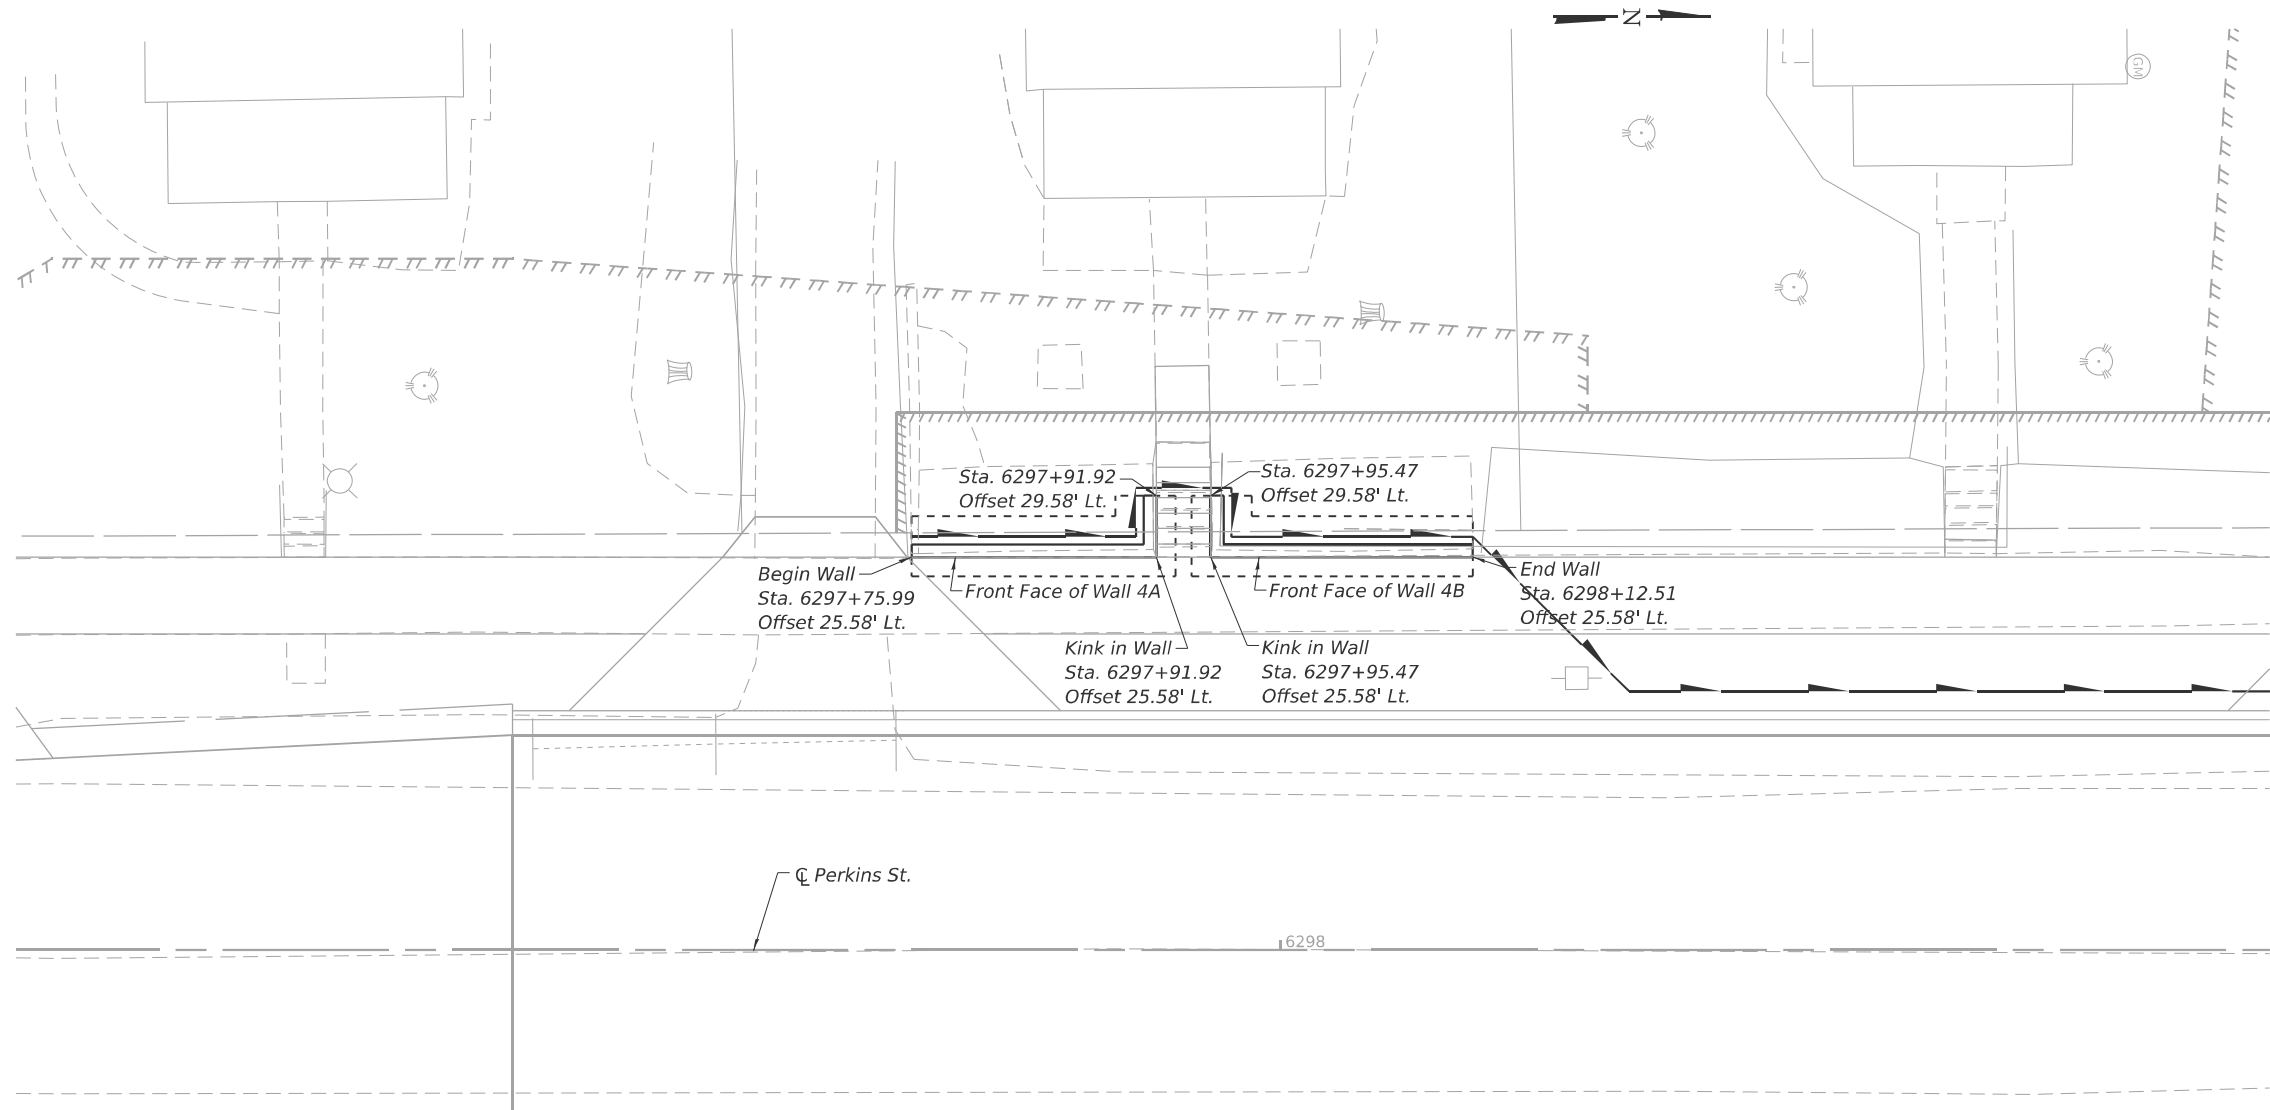 N
GM
Sta. 6297+91.92
Offset 29.58' Lt.
Sta. 6297+95.47
Offset 29.58' Lt.
Begin Wall
Sta. 6297+75.99
Offset 25.58' Lt.
Front Face of Wall 4A
Front Face of Wall 4B
End Wall
Sta. 6298+12.51
Offset 25.58' Lt.
Kink in Wall
Sta. 6297+91.92
Offset 25.58' Lt.
Kink in Wall
Sta. 6297+95.47
Offset 25.58' Lt.
℄ Perkins St.
6298